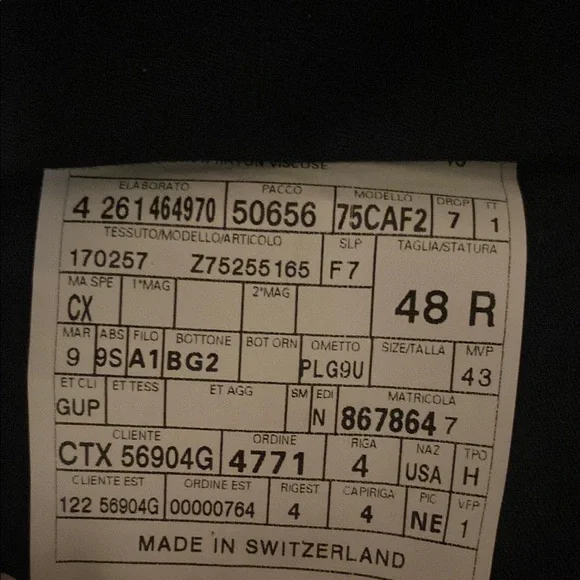 VISCOSE
ELABORATO PACCO MODELLO DROP TT
4 261464970 50656 75CAF2 7 1
TESSUTO/MODELLO/ARTICOLO SLP TAGLIA/STATURA
170257 Z75255165 F7 48 R
MA SPE 1°MAG 2°MAG
CX
MAR ABS FILO BOTTONE BOT ORN OMETTO SIZE/TALLA MVP
9 9S A1 BG2 PLG9U 43
ET CLI ET TESS ET AGG SM EDI MATRICOLA
GUP N 867864 7
CLIENTE ORDINE RIGA NAZ TPO
CTX 56904G 4771 4 USA H
CLIENTE EST ORDINE EST RIGEST CAPIRIGA PIC VFP
122 56904G 00000764 4 4 NE 1
MADE IN SWITZERLAND